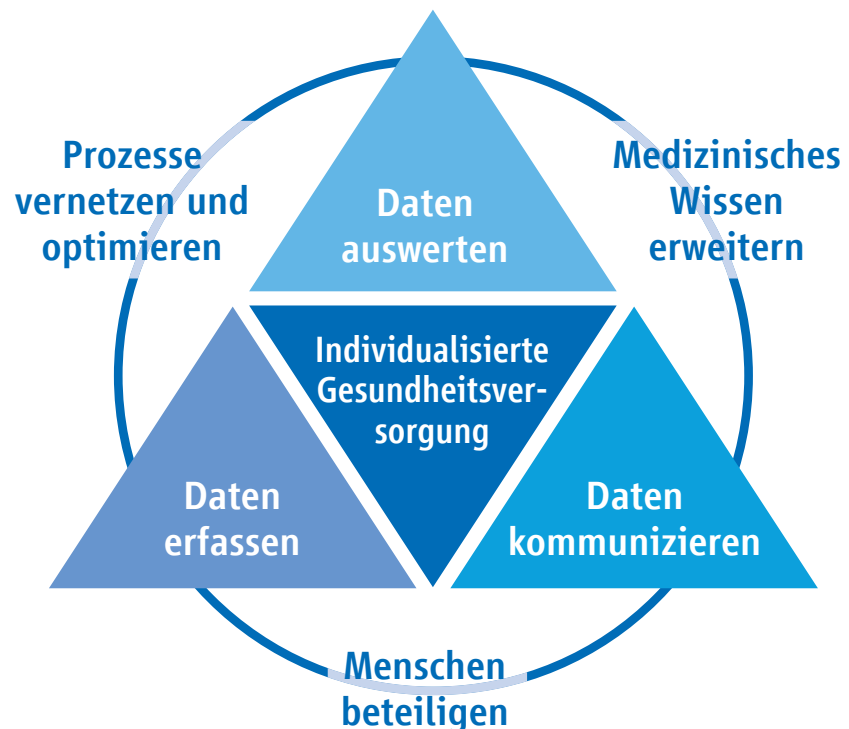 Prozesse
vernetzen und
optimieren
Medizinisches
Wissen
erweitern
Daten
auswerten
Individualisierte
Gesundheitsver-
sorgung
Daten
erfassen
Daten
kommunizieren
Menschen
beteiligen